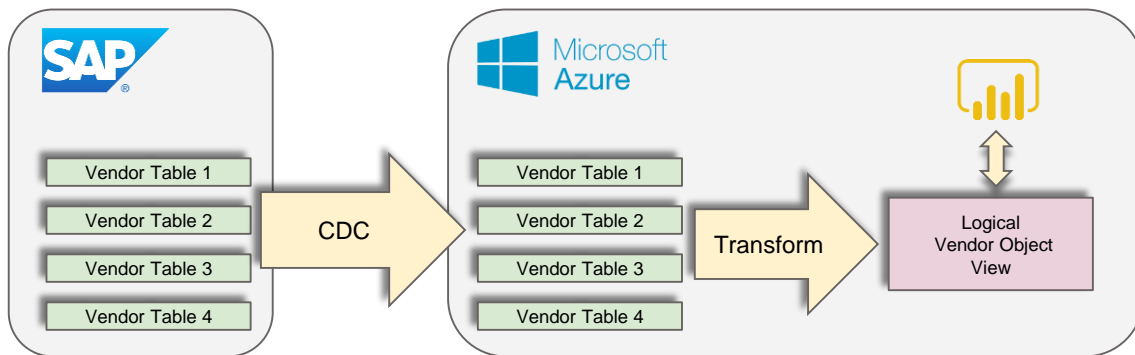 SAP
®
Microsoft
Azure
Vendor Table 1
Vendor Table 2
Vendor Table 3
Vendor Table 4
CDC
Vendor Table 1
Vendor Table 2
Vendor Table 3
Vendor Table 4
Transform
Logical
Vendor Object
View